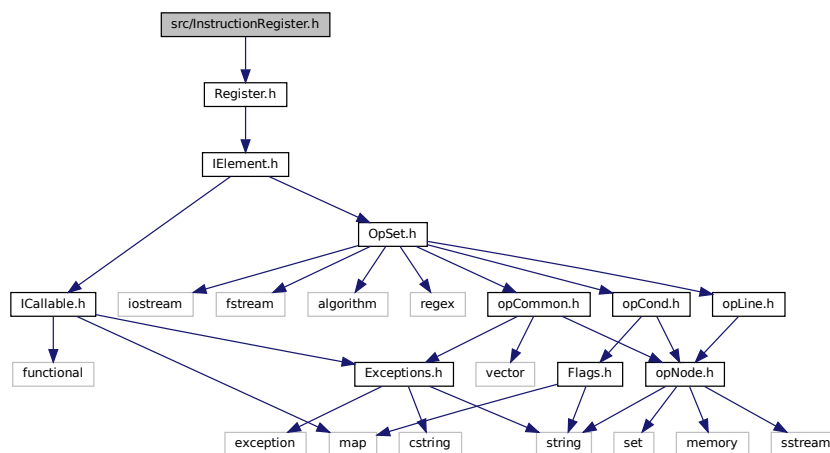 src/InstructionRegister.h
Register.h
IElement.h
OpSet.h
ICallable.h
iostream
fstream
algorithm
regex
opCommon.h
opCond.h
opLine.h
functional
Exceptions.h
vector
Flags.h
opNode.h
exception
map
cstring
string
set
memory
sstream